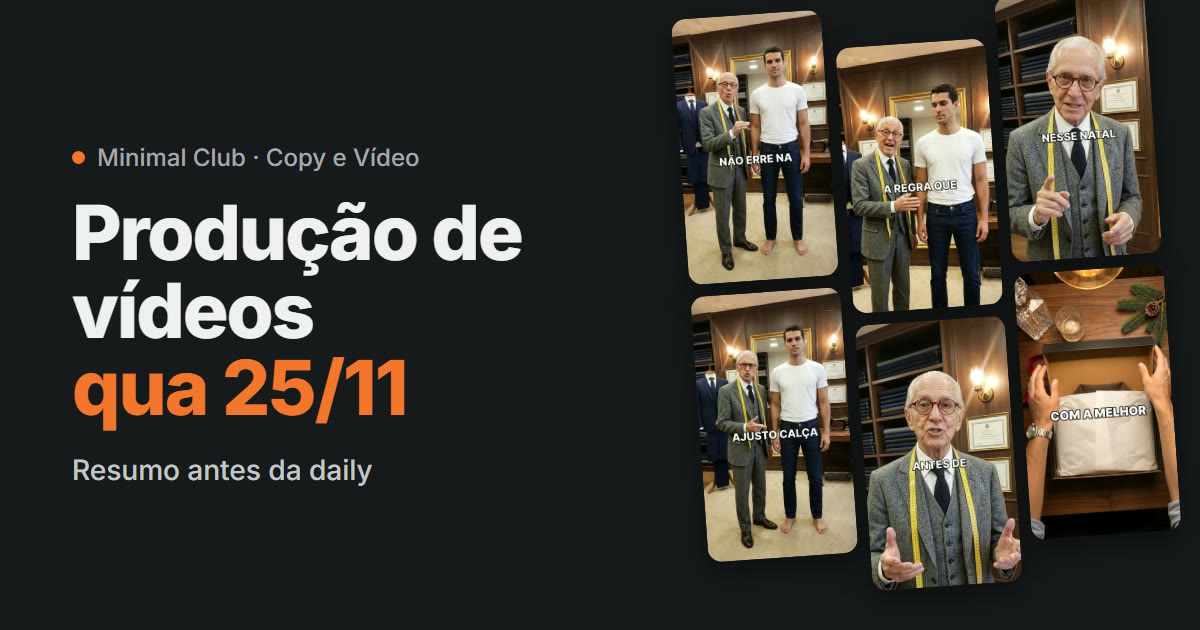 Minimal Club · Copy e Vídeo
Produção de
vídeos
qua 25/11
Resumo antes da daily
NÃO ERRE NA
A REGRA QUE
NESSE NATAL
AJUSTO CALÇA
ANTES DE
COM A MELHOR